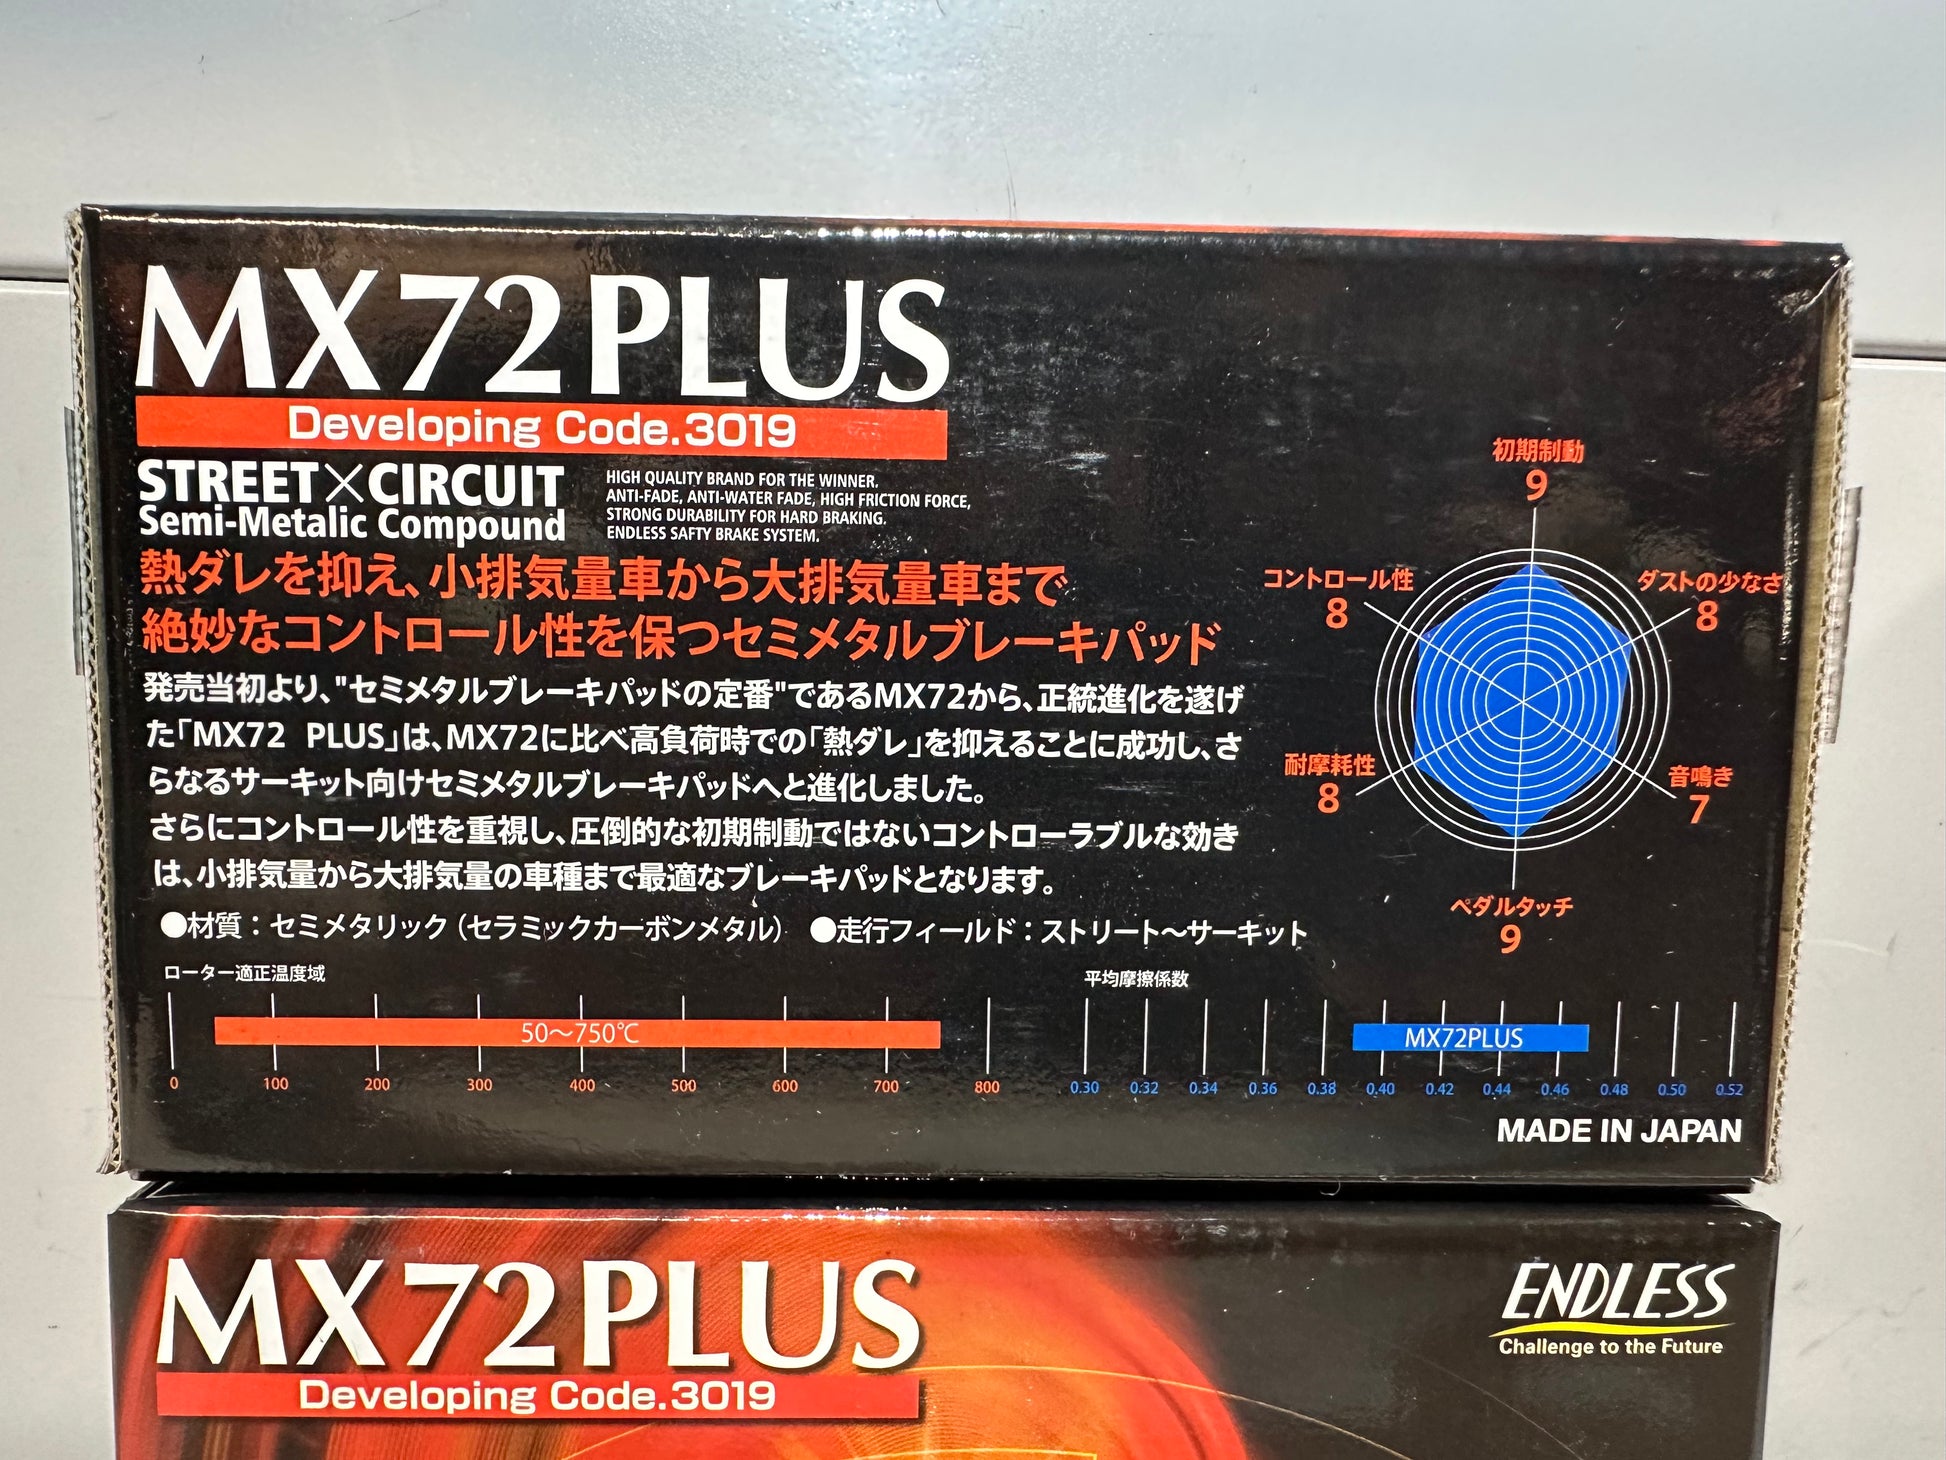 MX72PLUS
Developing Code.3019
STREET×CIRCUIT
Semi-Metalic Compound
HIGH QUALITY BRAND FOR THE WINNER.
ANTI-FADE, ANTI-WATER FADE, HIGH FRICTION FORCE,
STRONG DURABILITY FOR HARD BRAKING.
ENDLESS SAFTY BRAKE SYSTEM.
熱ダレを抑え、小排気量車から大排気量車まで
絶妙なコントロール性を保つセミメタルブレーキパッド
発売当初より、"セミメタルブレーキパッドの定番"であるMX72から、正統進化を遂げ
た「MX72 PLUS」は、MX72に比べ高負荷時での「熱ダレ」を抑えることに成功し、さ
らなるサーキット向けセミメタルブレーキパッドへと進化しました。
さらにコントロール性を重視し、圧倒的な初期制動ではないコントローラブルな効き
は、小排気量から大排気量の車種まで最適なブレーキパッドとなります。
●材質：セミメタリック（セラミックカーボンメタル） ●走行フィールド：ストリート～サーキット
初期制動
9
コントロール性
8
ダストの少なさ
8
耐摩耗性
8
音鳴き
7
ペダルタッチ
9
ローター適正温度域
50～750℃
0 100 200 300 400 500 600 700 800
平均摩擦係数
MX72PLUS
0.30 0.32 0.34 0.36 0.38 0.40 0.42 0.44 0.46 0.48 0.50 0.52
MADE IN JAPAN
MX72PLUS
Developing Code.3019
ENDLESS
Challenge to the Future